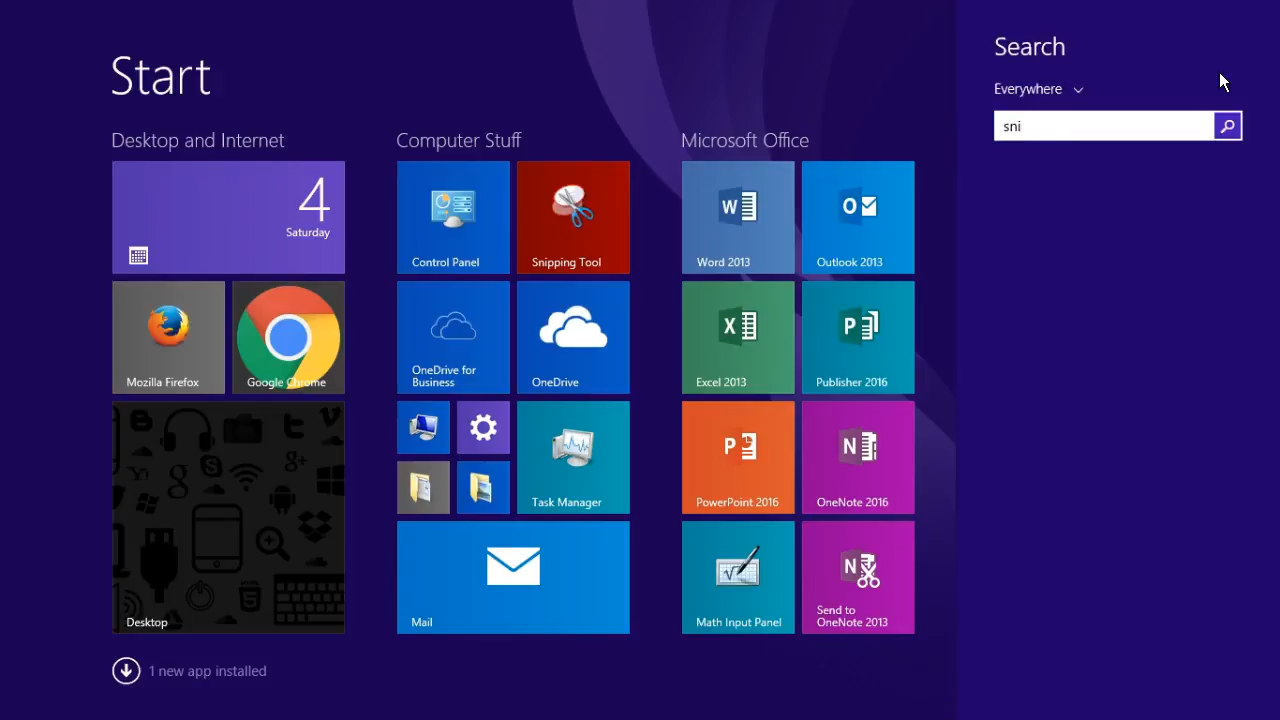 Start
Search
Everywhere
sni
Desktop and Internet
4
Saturday
Mozilla Firefox
Google Chrome
Desktop
Computer Stuff
Control Panel
Snipping Tool
OneDrive for
Business
OneDrive
Task Manager
Mail
Microsoft Office
Word 2013
Outlook 2013
Excel 2013
Publisher 2016
PowerPoint 2016
OneNote 2016
Math Input Panel
Send to
OneNote 2013
1 new app installed